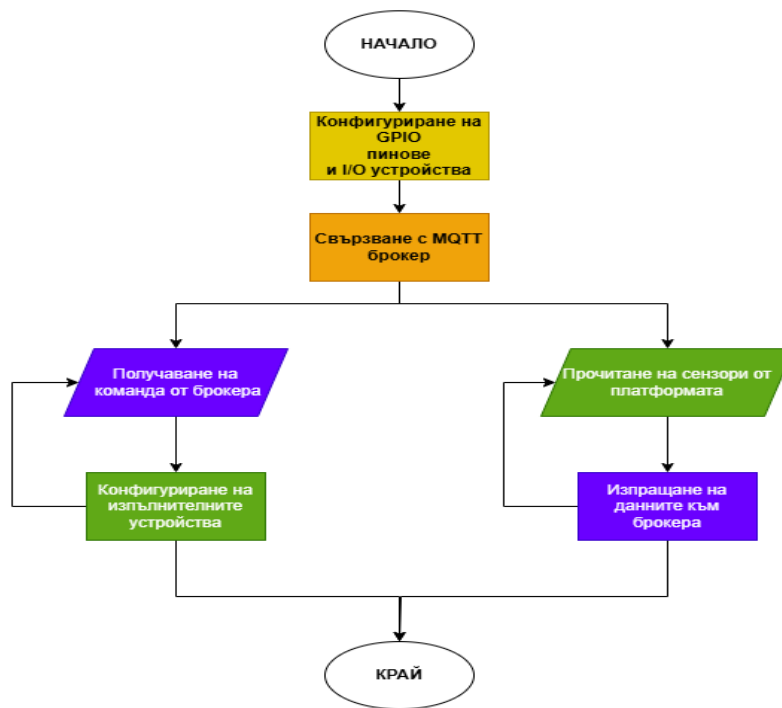 НАЧАЛО
Конфигуриране на
GPIO
пинове
и I/O устройства
Свързване с MQTT
брокер
Получаване на
команда от брокера
Прочитане на сензори от
платформата
Конфигуриране на
изпълнителните
устройства
Изпращане на
данните към
брокера
КРАЙ